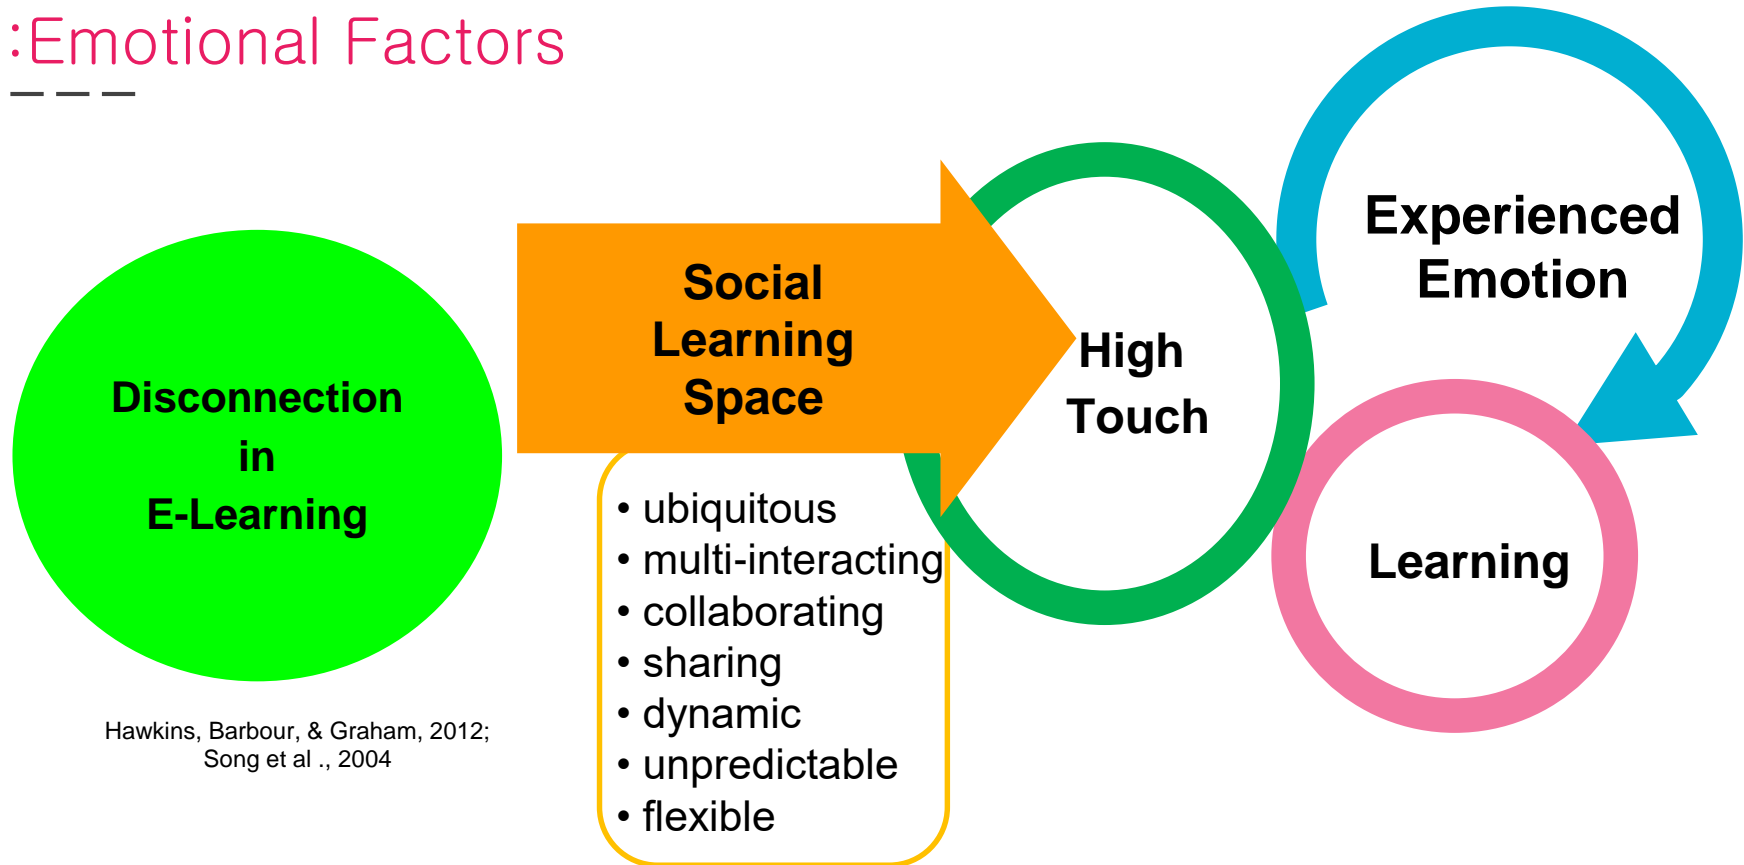 :Emotional Factors
Disconnection
in
E-Learning
Hawkins, Barbour, & Graham, 2012;
Song et al ., 2004
Social
Learning
Space
• ubiquitous
• multi-interacting
• collaborating
• sharing
• dynamic
• unpredictable
• flexible
High
Touch
Experienced
Emotion
Learning